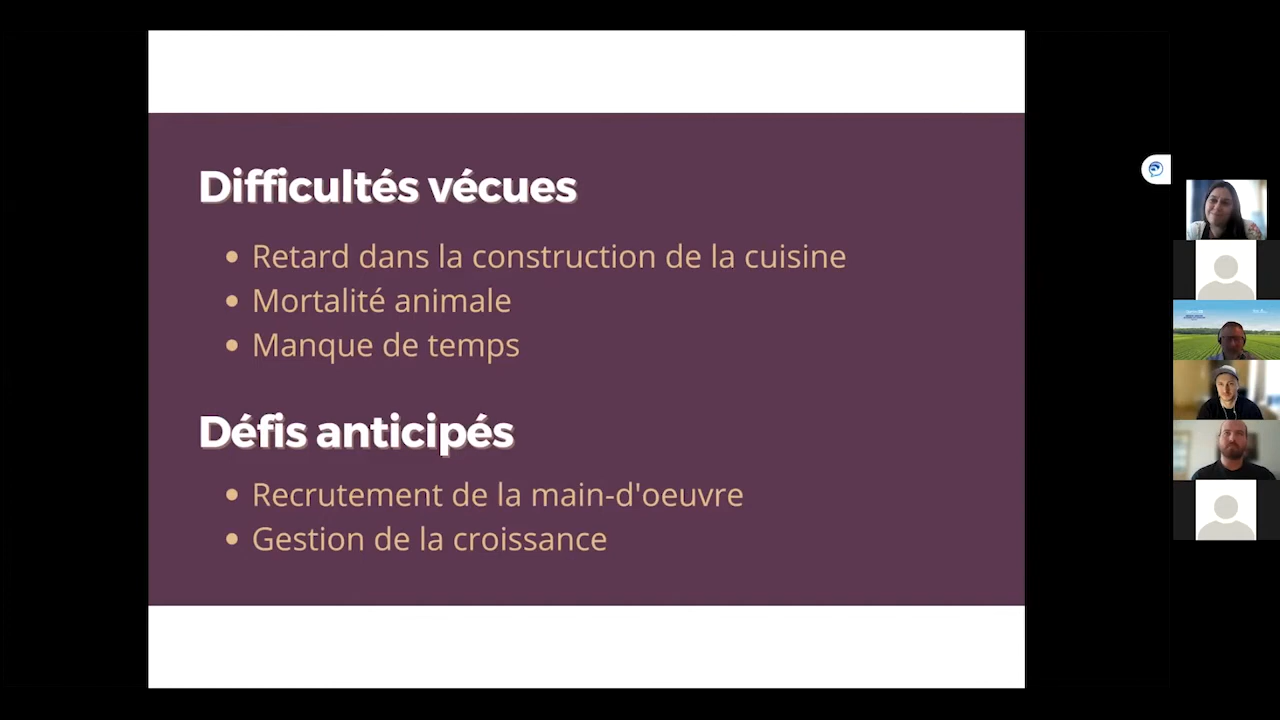 Difficultés vécues
Retard dans la construction de la cuisine
Mortalité animale
Manque de temps
Défis anticipés
Recrutement de la main-d'oeuvre
Gestion de la croissance